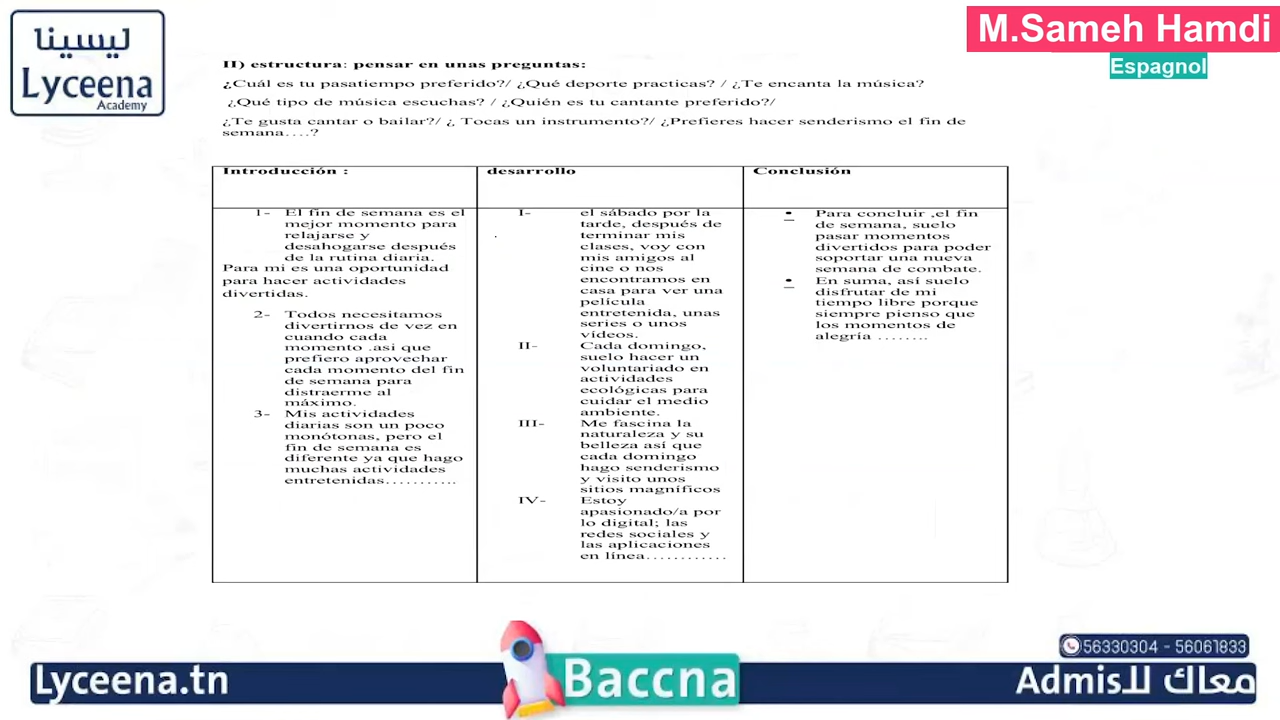 ليسينا
Lyceena
Academy
M.Sameh Hamdi
Espagnol
II) estructura: pensar en unas preguntas:
¿Cuál es tu pasatiempo preferido?/ ¿Qué deporte practicas? / ¿Te encanta la música?
¿Qué tipo de música escuchas? / ¿Quién es tu cantante preferido?/
¿Te gusta cantar o bailar?/ ¿ Tocas un instrumento?/ ¿Prefieres hacer senderismo el fin de
semana….?
Introducción :
1- El fin de semana es el
mejor momento para
relajarse y
desahogarse después
de la rutina diaria.
Para mi es una oportunidad
para hacer actividades
divertidas.
2- Todos necesitamos
divertirnos de vez en
cuando cada
momento .asi que
prefiero aprovechar
cada momento del fin
de semana para
distraerme al
máximo.
3- Mis actividades
diarias son un poco
monótonas, pero el
fin de semana es
diferente ya que hago
muchas actividades
entretenidas………..
desarrollo
I- el sábado por la
tarde, después de
. terminar mis
clases, voy con
mis amigos al
cine o nos
encontramos en
casa para ver una
película
entretenida, unas
series o unos
vídeos.
II- Cada domingo,
suelo hacer un
voluntariado en
actividades
ecológicas para
cuidar el medio
ambiente.
III- Me fascina la
naturaleza y su
belleza así que
cada domingo
hago senderismo
y visito unos
sitios magníficos
IV- Estoy
apasionado/a por
lo digital; las
redes sociales y
las aplicaciones
en línea…………
Conclusión
• Para concluir ,el fin
de semana, suelo
pasar momentos
divertidos para poder
soportar una nueva
semana de combate.
• En suma, así suelo
disfrutar de mi
tiempo libre porque
siempre pienso que
los momentos de
alegría ……..
56330304 - 56061833
Lyceena.tn
Baccna
معاك للـ Admis